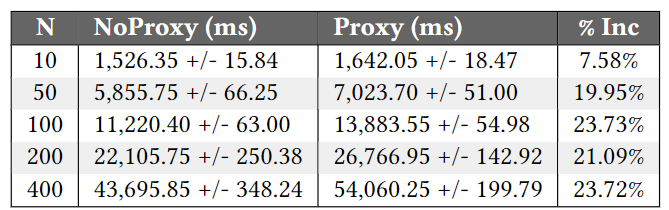 N NoProxy (ms) Proxy (ms) % Inc
10 1,526.35 +/- 15.84 1,642.05 +/- 18.47 7.58%
50 5,855.75 +/- 66.25 7,023.70 +/- 51.00 19.95%
100 11,220.40 +/- 63.00 13,883.55 +/- 54.98 23.73%
200 22,105.75 +/- 250.38 26,766.95 +/- 142.92 21.09%
400 43,695.85 +/- 348.24 54,060.25 +/- 199.79 23.72%